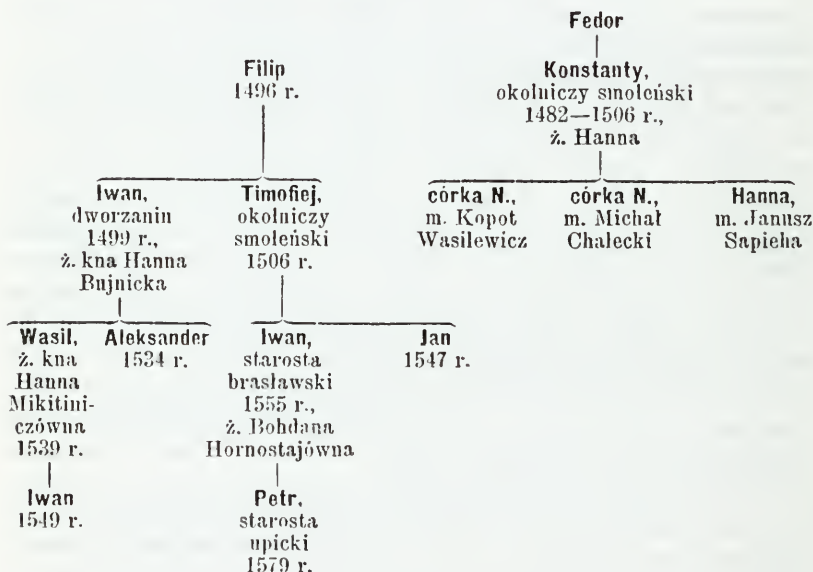 Fedor
Konstanty,
okolniczy smoleński
1482—1506 r.,
ż. Hanna
córka N.,
m. Kopot
Wasilewicz
córka N.,
m. Michał
Chalecki
Hanna,
m. Janusz
Sapieha
Filip
1496 r.
Iwan,
dworzanin
1499 r.,
ż. kna Hanna
Bujnicka
Timofiej,
okolniczy
smoleński
1506 r.
Wasil,
ż. kna
Hanna
Mikitini-
czówna
1539 r.
Aleksander
1534 r.
Iwan,
starosta
brasławski
1555 r.,
ż. Bohdana
Hornostajówna
Jan
1547 r.
Iwan
1549 r.
Petr,
starosta
upicki
1579 r.